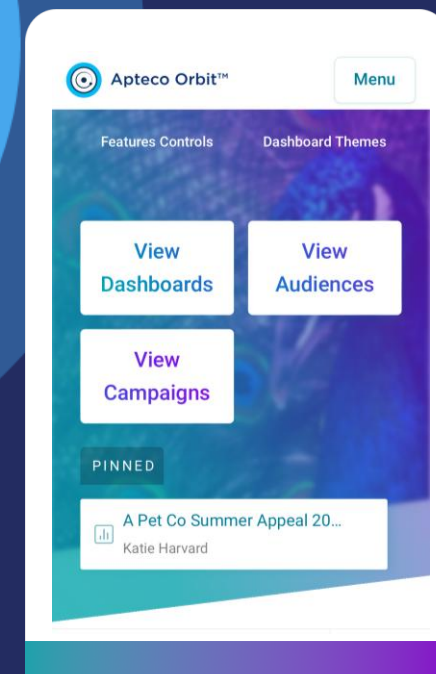 Apteco Orbit™
Menu
Features Controls
Dashboard Themes
View
Dashboards
View
Audiences
View
Campaigns
PINNED
A Pet Co Summer Appeal 20...
Katie Harvard